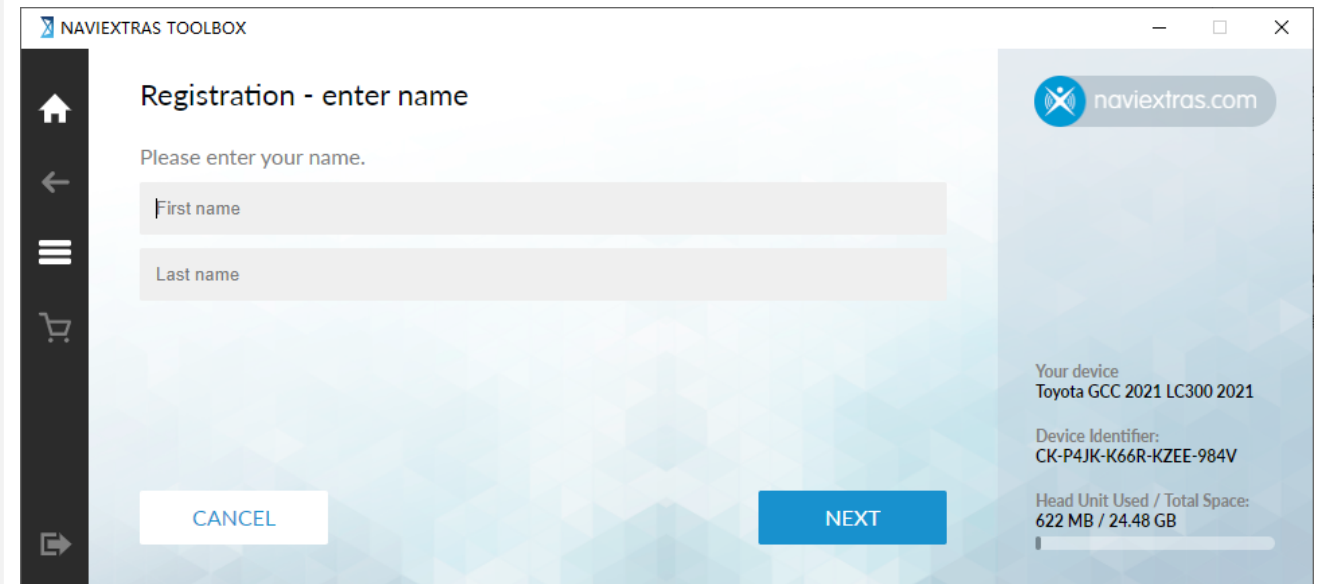 NAVIEXTRAS TOOLBOX
Registration - enter name
naviextras.com
Please enter your name.
First name
Last name
Your device
Toyota GCC 2021 LC300 2021
Device Identifier:
CK-P4JK-K66R-KZEE-984V
Head Unit Used / Total Space:
622 MB / 24.48 GB
CANCEL
NEXT